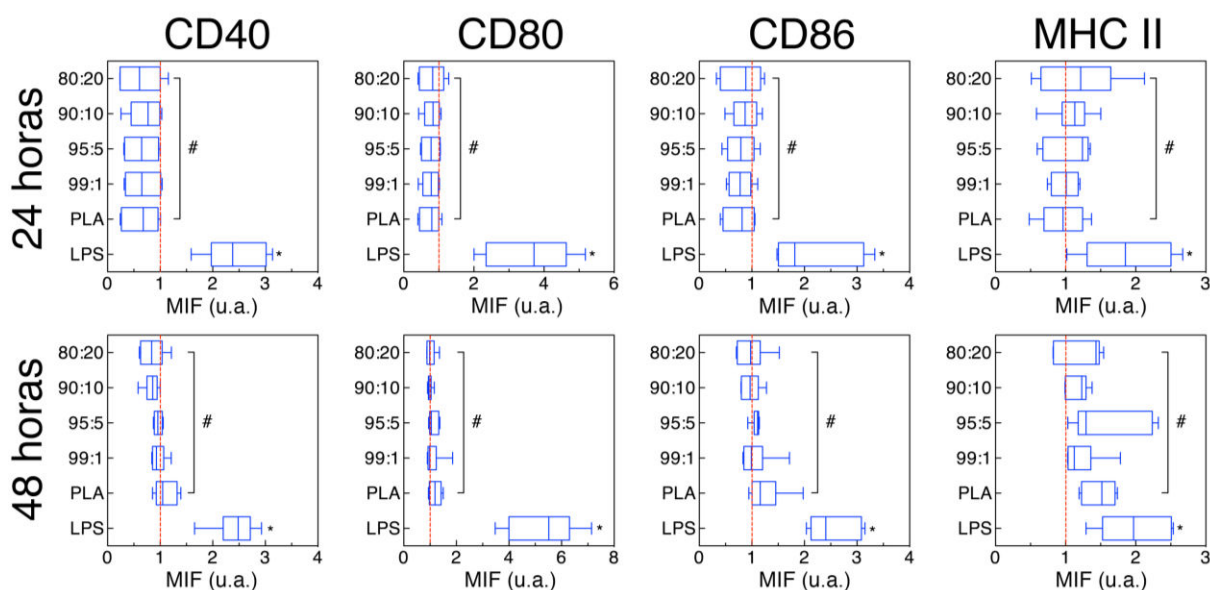 CD40 CD80 CD86 MHC II
24 horas
80:20
90:10
95:5
99:1
PLA
LPS
#
*
0 1 2 3 4
MIF (u.a.)
80:20
90:10
95:5
99:1
PLA
LPS
#
*
0 2 4 6
MIF (u.a.)
80:20
90:10
95:5
99:1
PLA
LPS
#
*
0 1 2 3 4
MIF (u.a.)
80:20
90:10
95:5
99:1
PLA
LPS
#
*
0 1 2 3
MIF (u.a.)
48 horas
80:20
90:10
95:5
99:1
PLA
LPS
#
*
0 1 2 3 4
MIF (u.a.)
80:20
90:10
95:5
99:1
PLA
LPS
#
*
0 2 4 6 8
MIF (u.a.)
80:20
90:10
95:5
99:1
PLA
LPS
#
*
0 1 2 3 4
MIF (u.a.)
80:20
90:10
95:5
99:1
PLA
LPS
#
*
0 1 2 3
MIF (u.a.)